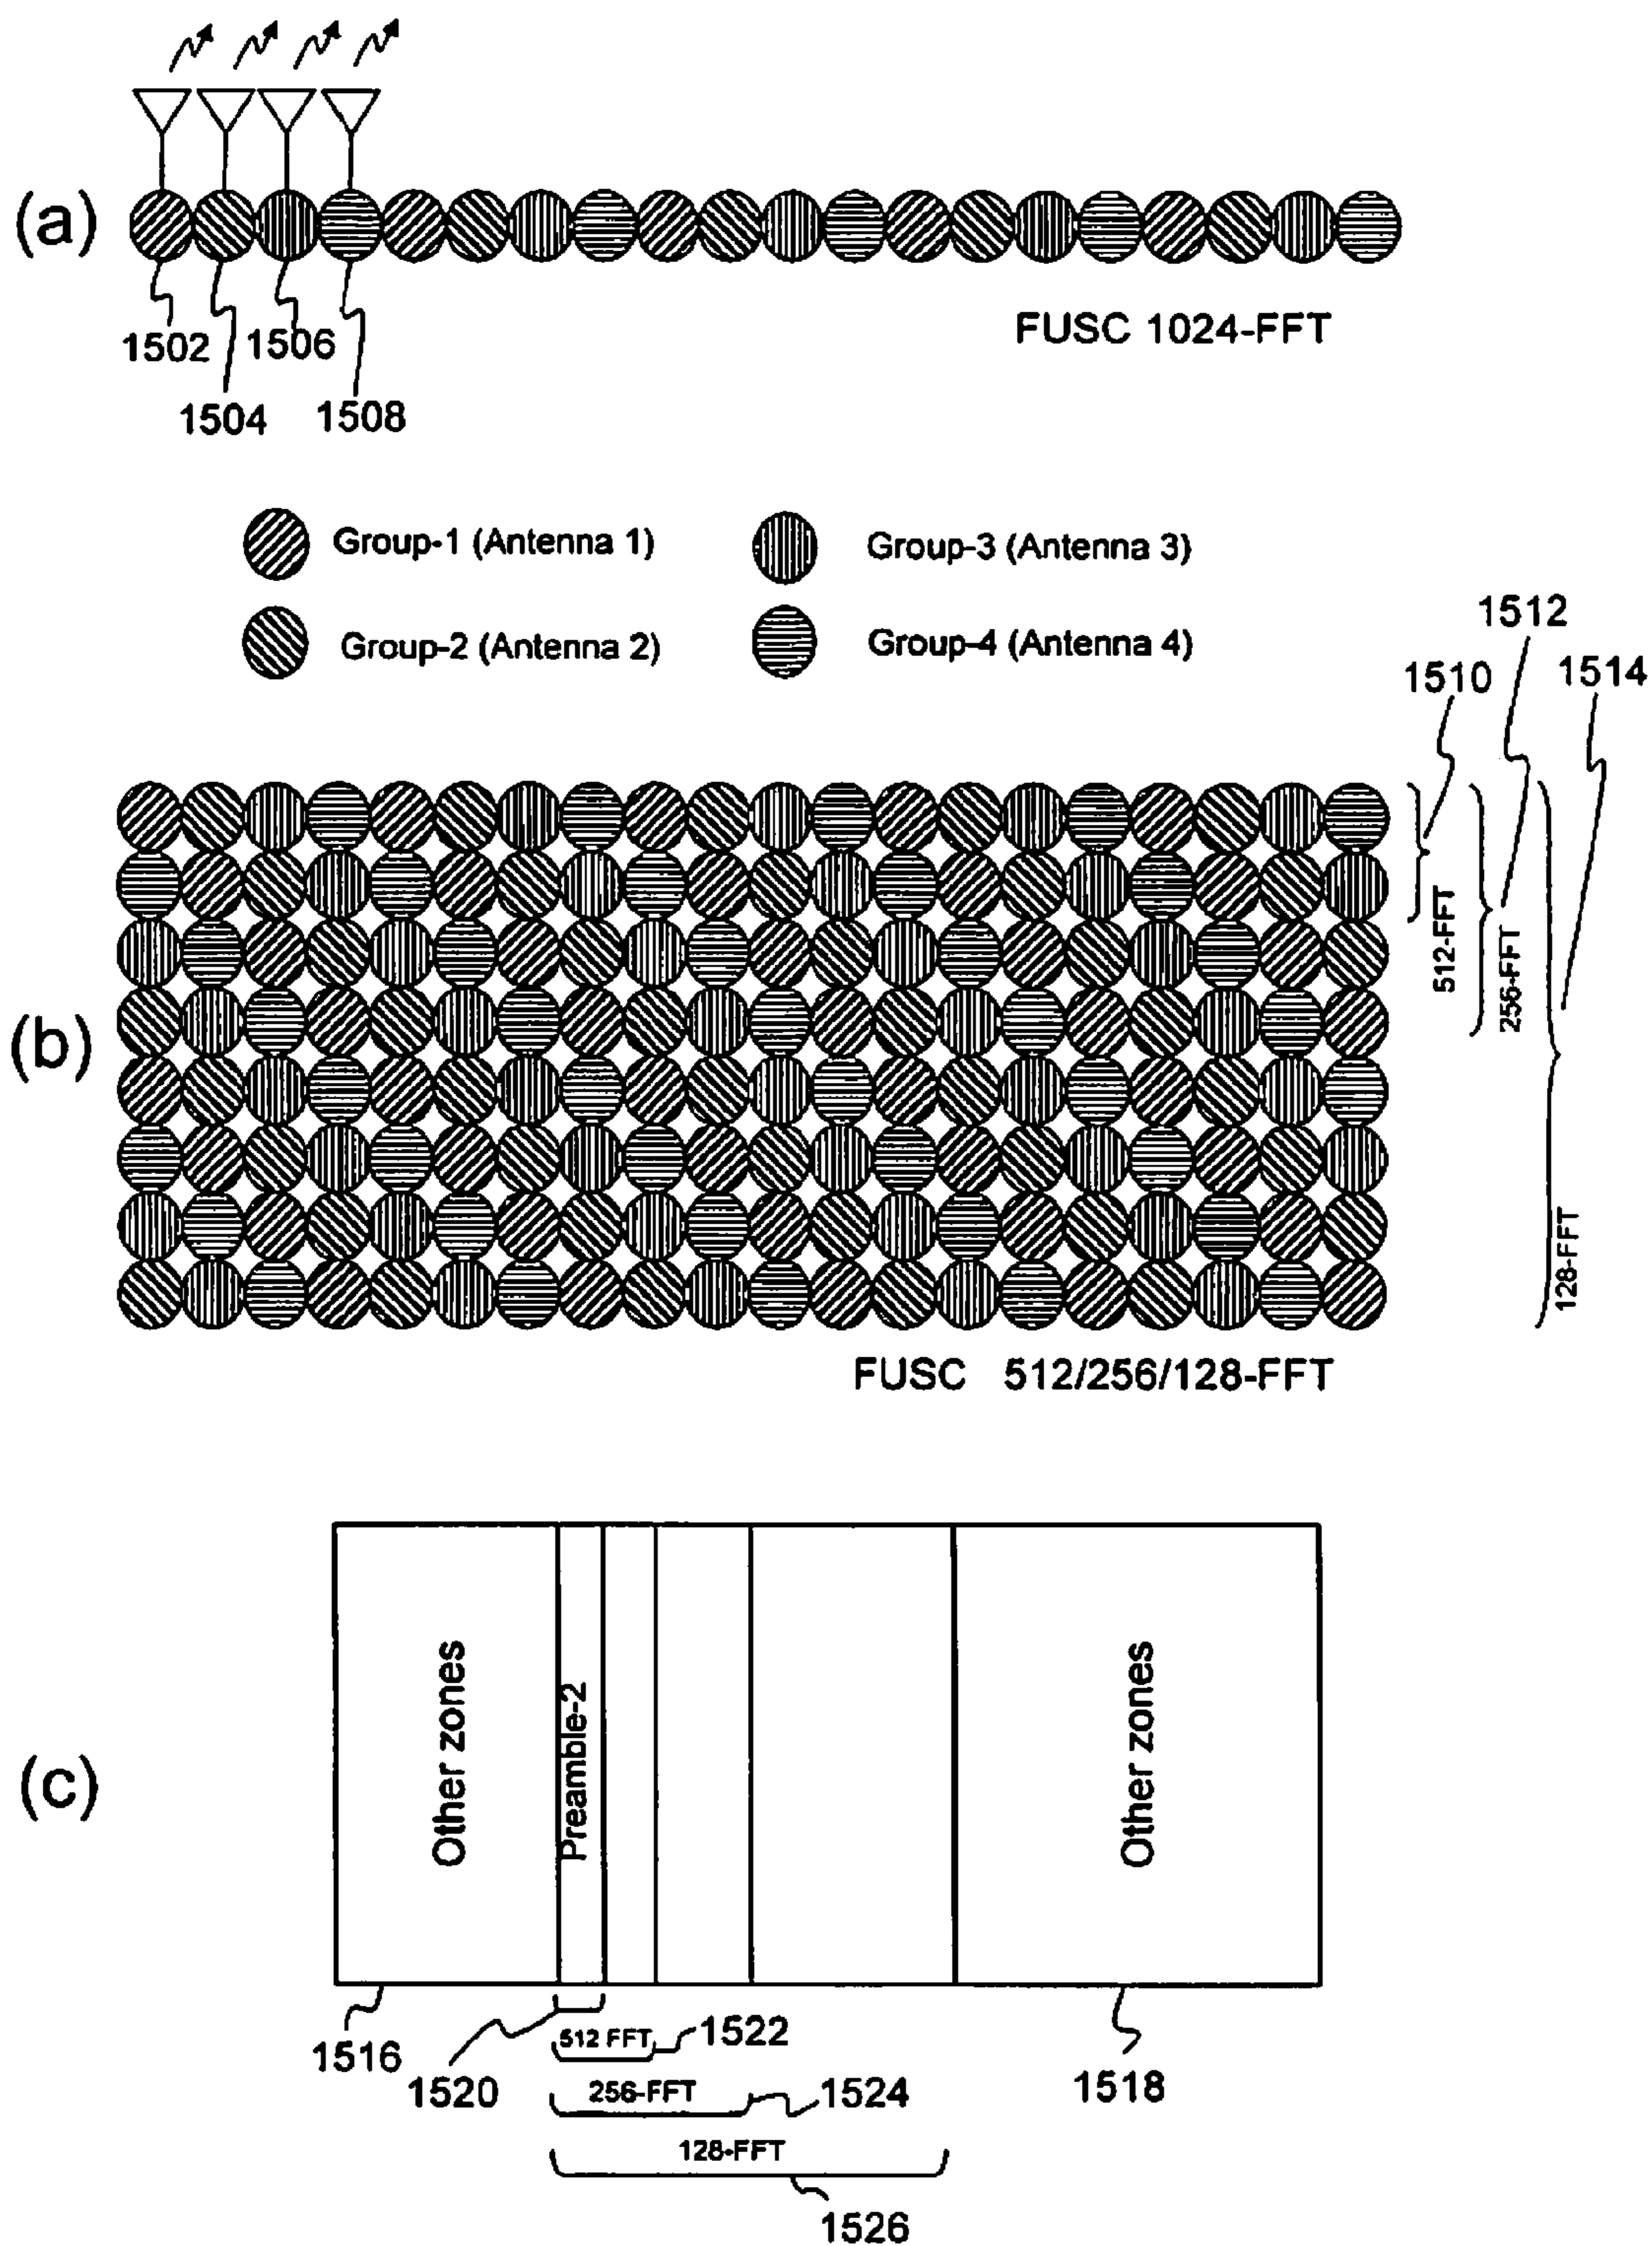 (a)
1502
1506
1504
1508
FUSC 1024-FFT
Group-1 (Antenna 1)
Group-3 (Antenna 3)
Group-2 (Antenna 2)
Group-4 (Antenna 4)
1512
1510
1514
(b)
512-FFT
256-FFT
128-FFT
FUSC 512/256/128-FFT
(c)
Other zones
Preamble-2
Other zones
1516
1520
512 FFT
1522
256-FFT
1524
1518
128-FFT
1526